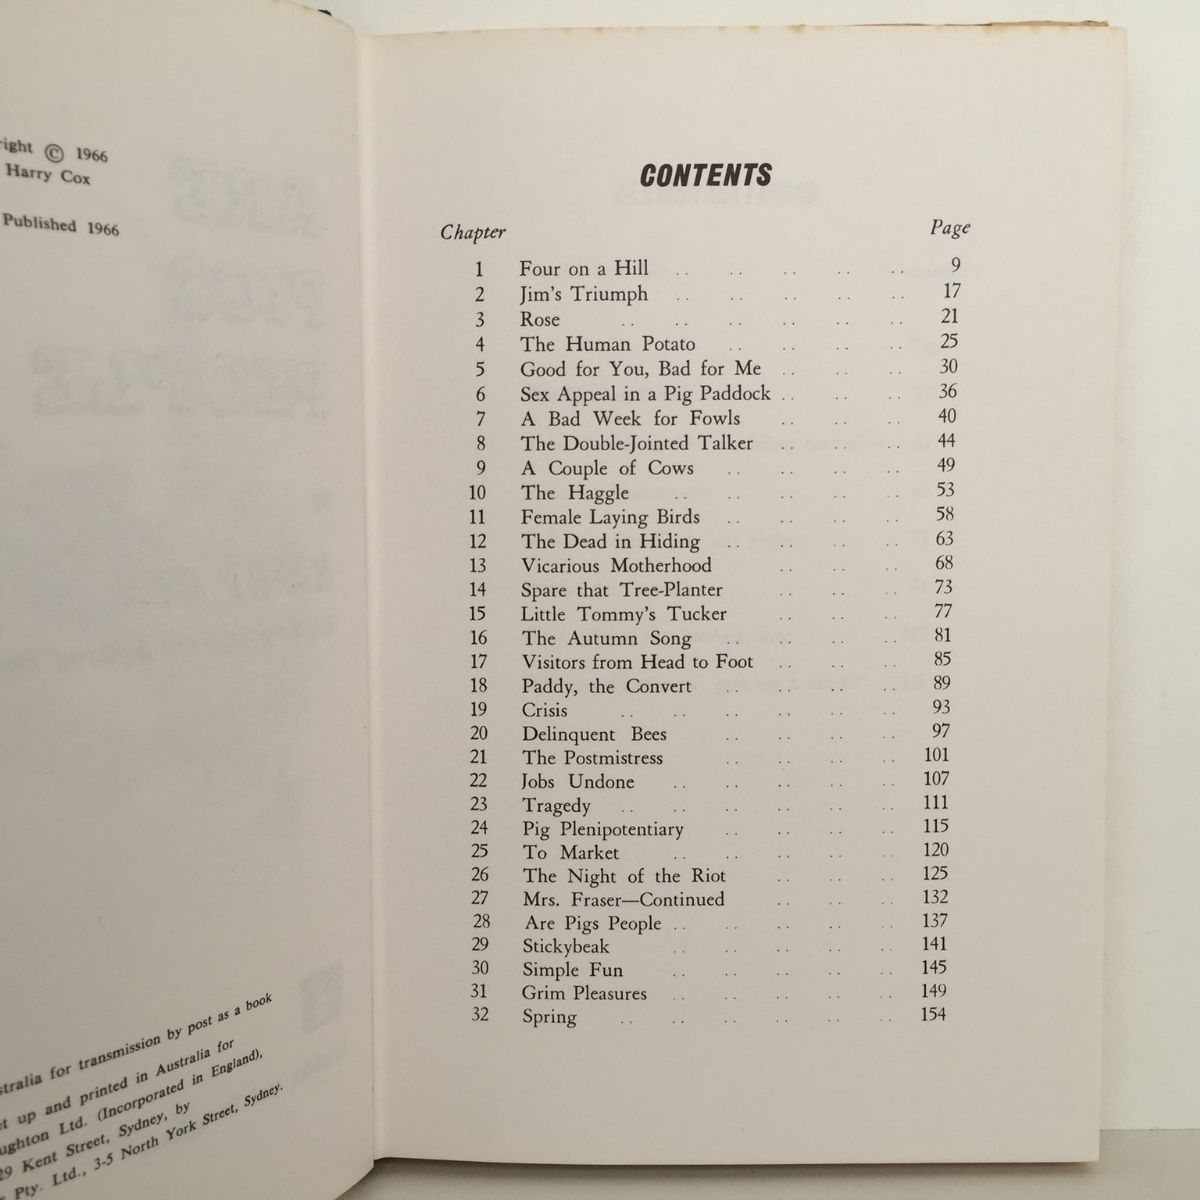 right © 1966
Harry Cox
Published 1966
stralia for transmission by post as a book
up and printed in Australia for
ughton Ltd. (Incorporated in England),
29 Kent Street, Sydney, by
Pty. Ltd., 3-5 North York Street, Sydney.
CONTENTS
Chapter Page
1 Four on a Hill .. .. .. .. .. 9
2 Jim's Triumph .. .. .. .. .. 17
3 Rose .. .. .. .. .. .. 21
4 The Human Potato .. .. .. .. 25
5 Good for You, Bad for Me .. .. .. 30
6 Sex Appeal in a Pig Paddock .. .. .. 36
7 A Bad Week for Fowls .. .. .. 40
8 The Double-Jointed Talker .. .. .. 44
9 A Couple of Cows .. .. .. .. 49
10 The Haggle .. .. .. .. .. 53
11 Female Laying Birds .. .. .. .. 58
12 The Dead in Hiding .. .. .. .. 63
13 Vicarious Motherhood .. .. .. 68
14 Spare that Tree-Planter .. .. .. 73
15 Little Tommy's Tucker .. .. .. 77
16 The Autumn Song .. .. .. .. 81
17 Visitors from Head to Foot .. .. .. 85
18 Paddy, the Convert .. .. .. .. 89
19 Crisis .. .. .. .. .. .. 93
20 Delinquent Bees .. .. .. .. 97
21 The Postmistress .. .. .. .. 101
22 Jobs Undone .. .. .. .. .. 107
23 Tragedy .. .. .. .. .. .. 111
24 Pig Plenipotentiary .. .. .. .. 115
25 To Market .. .. .. .. .. 120
26 The Night of the Riot .. .. .. 125
27 Mrs. Fraser—Continued .. .. .. 132
28 Are Pigs People .. .. .. .. .. 137
29 Stickybeak .. .. .. .. .. 141
30 Simple Fun .. .. .. .. .. 145
31 Grim Pleasures .. .. .. .. .. 149
32 Spring .. .. .. .. .. .. 154